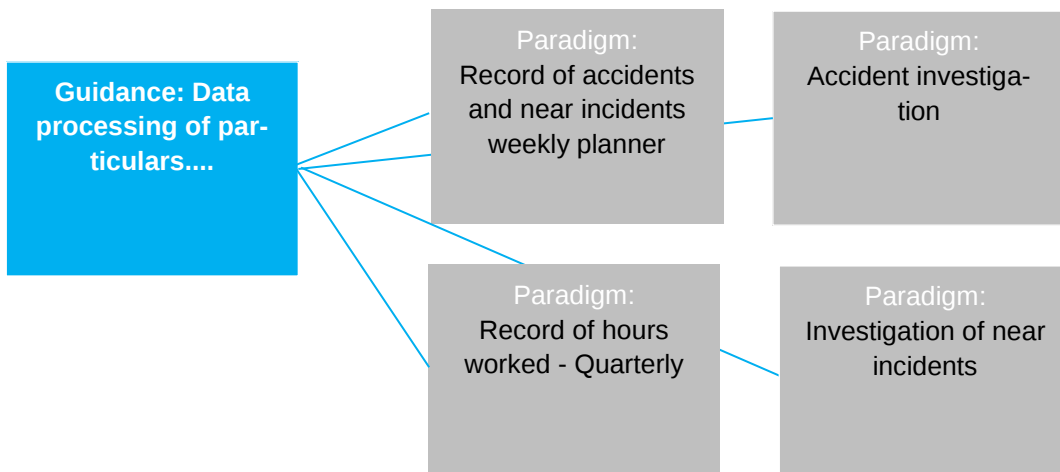 Guidance: Data
processing of par-
ticulars....
Paradigm:
Record of accidents
and near incidents
weekly planner
Paradigm:
Accident investiga-
tion
Paradigm:
Record of hours
worked - Quarterly
Paradigm:
Investigation of near
incidents